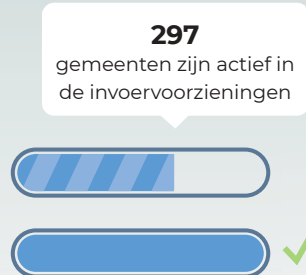 297
gemeenten zijn actief in
de invoervoorzieningen